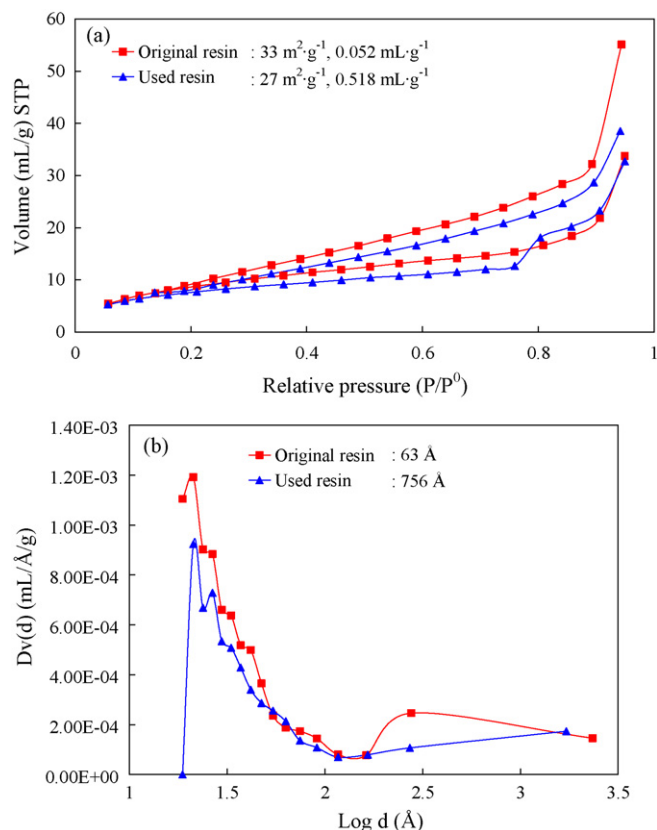 (a)
Original resin : 33 m²·g⁻¹, 0.052 mL·g⁻¹
Used resin : 27 m²·g⁻¹, 0.518 mL·g⁻¹
Volume (mL/g) STP
60
50
40
30
20
10
0
0 0.2 0.4 0.6 0.8 1
Relative pressure (P/P⁰)
(b)
Original resin : 63 Å
Used resin : 756 Å
Dv(d) (mL/Å/g)
1.40E-03
1.20E-03
1.00E-03
8.00E-04
6.00E-04
4.00E-04
2.00E-04
0.00E+00
1 1.5 2 2.5 3 3.5
Log d (Å)